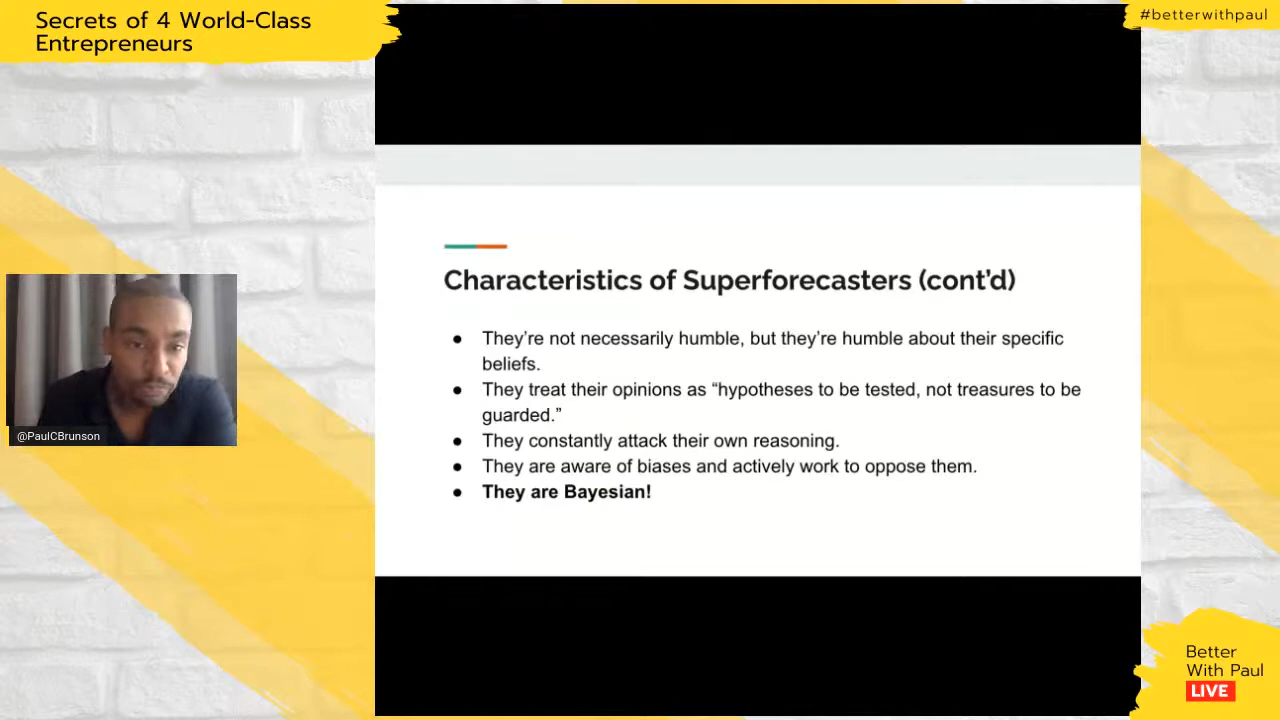 Secrets of 4 World-Class
Entrepreneurs
#betterwithpaul
Characteristics of Superforecasters (cont’d)
● They’re not necessarily humble, but they’re humble about their specific
beliefs.
● They treat their opinions as “hypotheses to be tested, not treasures to be
guarded.”
● They constantly attack their own reasoning.
● They are aware of biases and actively work to oppose them.
● They are Bayesian!
@PaulCBrunson
Better
With Paul
LIVE